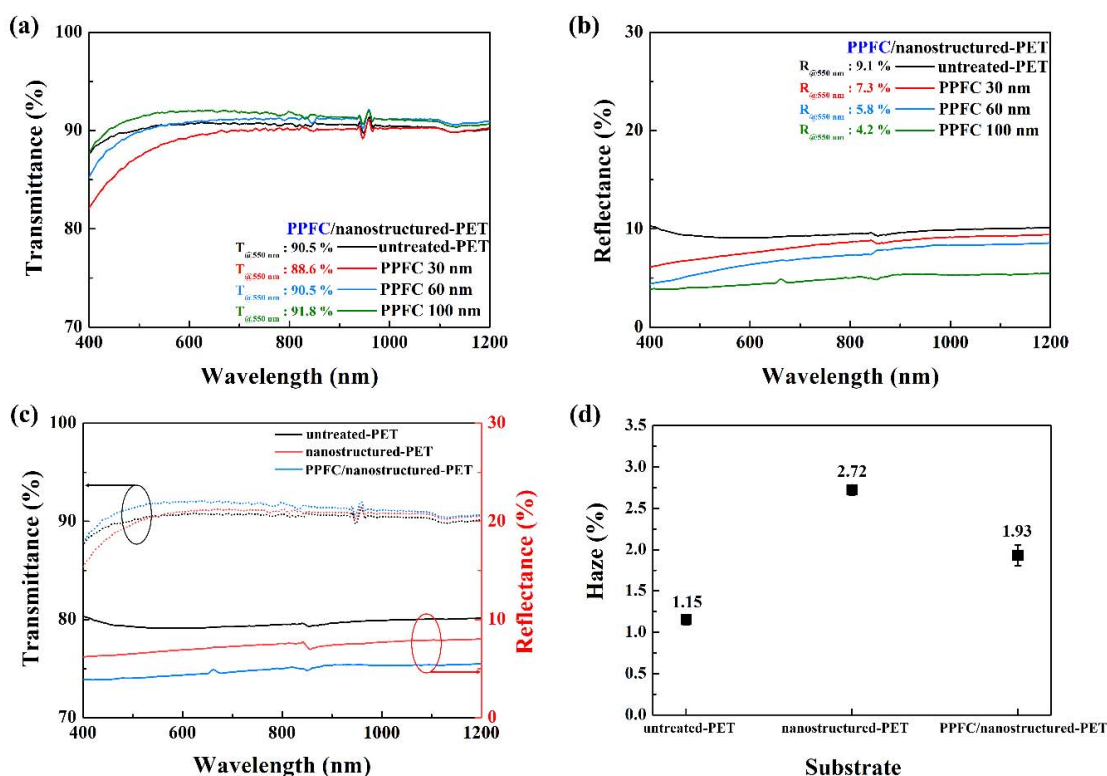 (a)
100
90
80
70
Transmittance (%)
PPFC/nanostructured-PET
T@550 nm : 90.5 % untreated-PET
T@550 nm : 88.6 % PPFC 30 nm
T@550 nm : 90.5 % PPFC 60 nm
T@550 nm : 91.8 % PPFC 100 nm
400 600 800 1000 1200
Wavelength (nm)
(b)
30
20
10
0
Reflectance (%)
PPFC/nanostructured-PET
R@550 nm : 9.1 % untreated-PET
R@550 nm : 7.3 % PPFC 30 nm
R@550 nm : 5.8 % PPFC 60 nm
R@550 nm : 4.2 % PPFC 100 nm
400 600 800 1000 1200
Wavelength (nm)
(c)
100
90
80
70
Transmittance (%)
untreated-PET
nanostructured-PET
PPFC/nanostructured-PET
30
20
10
0
Reflectance (%)
400 600 800 1000 1200
Wavelength (nm)
(d)
3.5
3.0
2.5
2.0
1.5
1.0
0.5
0.0
Haze (%)
1.15
2.72
1.93
untreated-PET nanostructured-PET PPFC/nanostructured-PET
Substrate